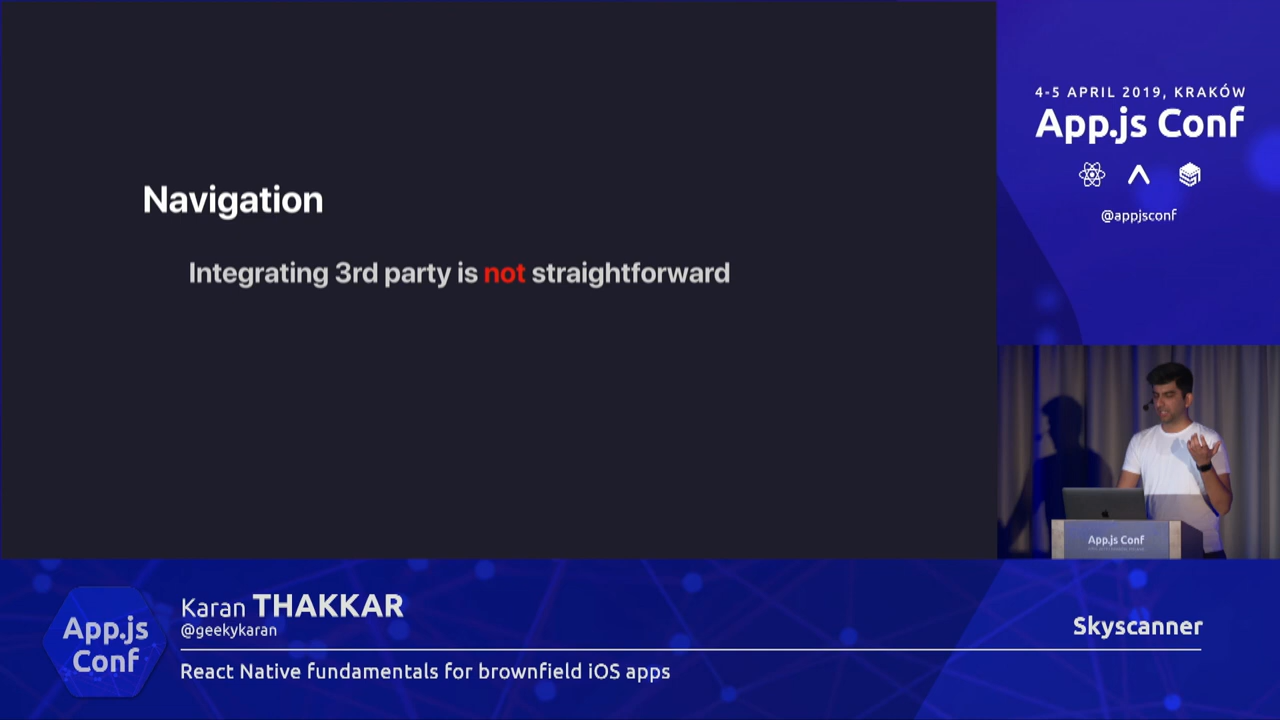 Navigation
Integrating 3rd party is not straightforward
4-5 APRIL 2019, KRAKÓW
App.js Conf
@appjsconf
App.js Conf
App.js
Conf
Karan THAKKAR
@geekykaran
React Native fundamentals for brownfield iOS apps
Skyscanner